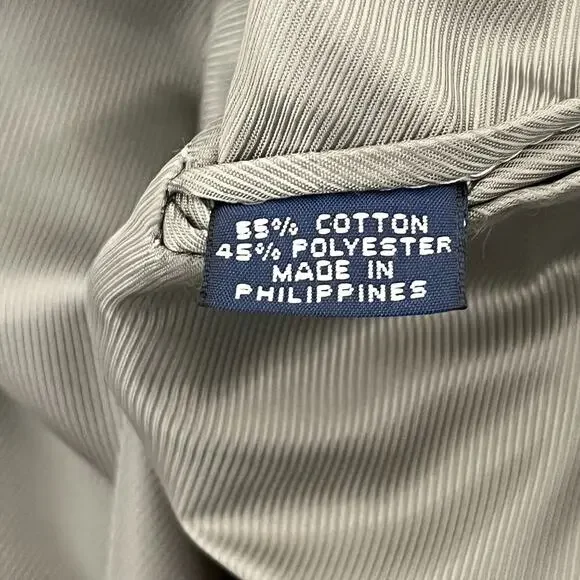 55% COTTON
45% POLYESTER
MADE IN
PHILIPPINES